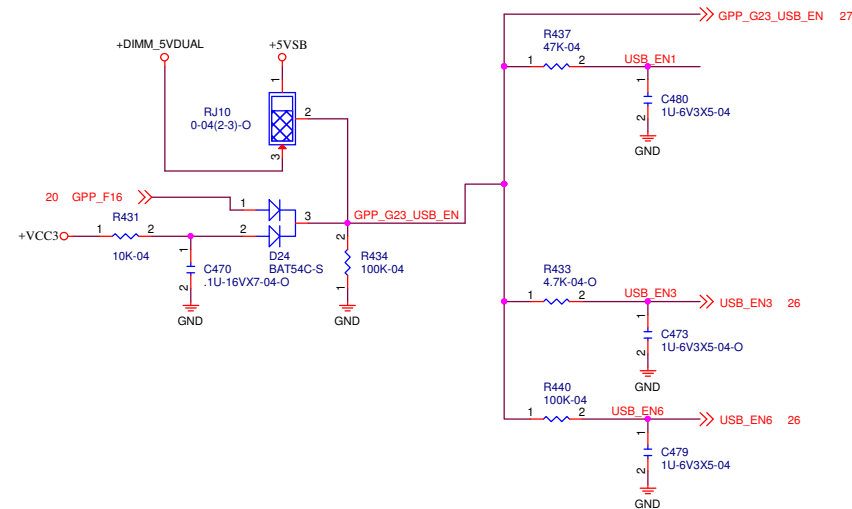 GPP_G23_USB_EN 27
+DIMM_5VDUAL
+5VSB
R437
47K-04
1 2
USB_EN1
1
C480
1U-6V3X5-04
2
GND
1
RJ10
0-04(2-3)-O
2
3
20 GPP_F16
1
R431
+VCC3
1 2
10K-04
2
3
GPP_G23_USB_EN
D24
BAT54C-S
1
C470
.1U-16VX7-04-O
2
GND
2
R434
100K-04
1
GND
R433
4.7K-04-O
1 2
USB_EN3
USB_EN3 26
1
C473
1U-6V3X5-04-O
2
GND
R440
100K-04
1 2
USB_EN6
USB_EN6 26
1
C479
1U-6V3X5-04
2
GND